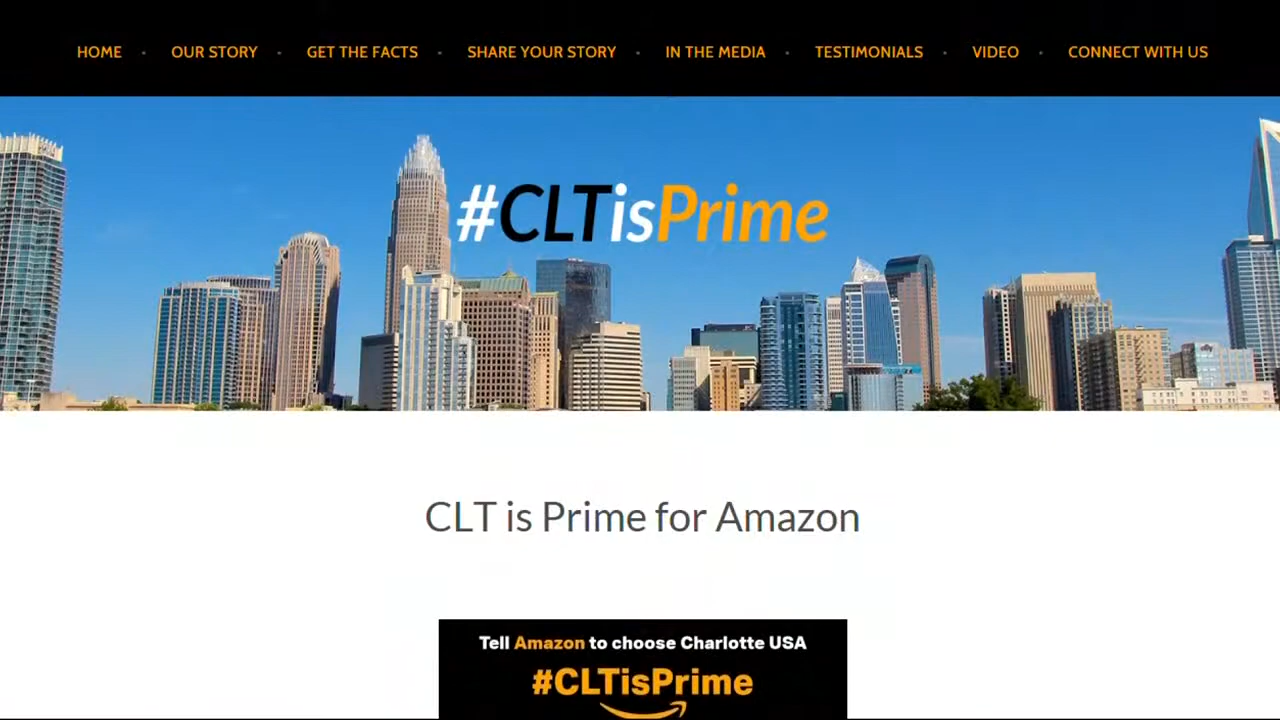 HOME • OUR STORY • GET THE FACTS • SHARE YOUR STORY • IN THE MEDIA • TESTIMONIALS • VIDEO • CONNECT WITH US
#CLTisPrime
CLT is Prime for Amazon
Tell Amazon to choose Charlotte USA
#CLTisPrime